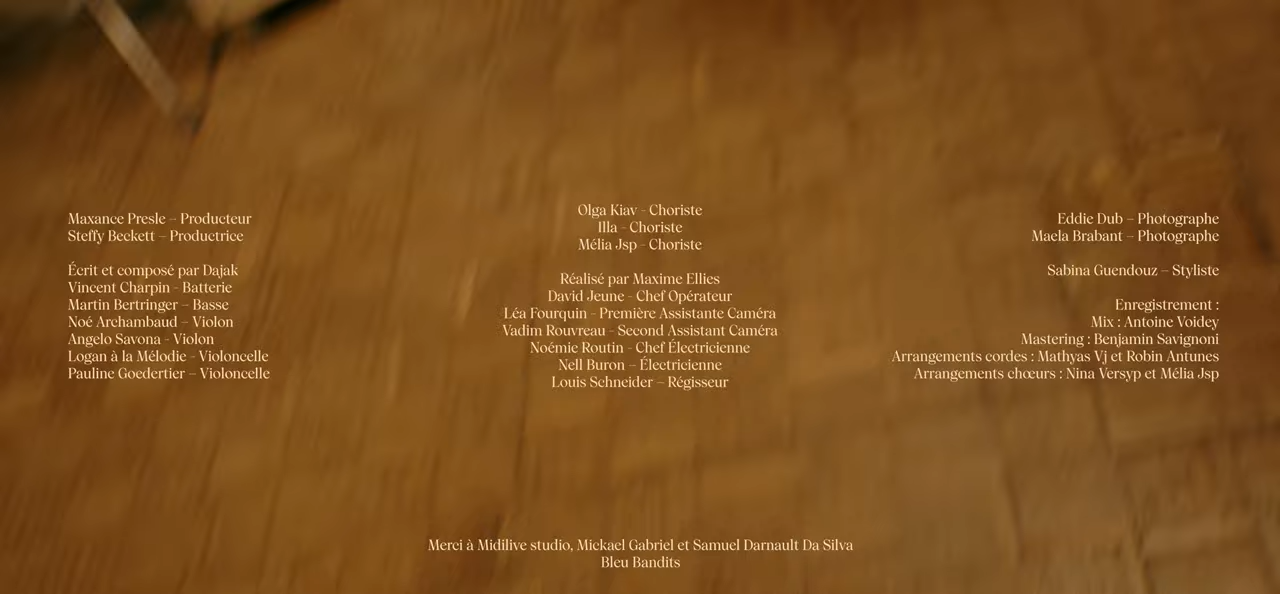 Maxance Presle – Producteur
Steffy Beckett – Productrice
Écrit et composé par Dajak
Vincent Charpin - Batterie
Martin Bertringer – Basse
Noé Archambaud – Violon
Angelo Savona - Violon
Logan à la Mélodie - Violoncelle
Pauline Goedertier – Violoncelle
Olga Kiav - Choriste
Illa – Choriste
Mélia Jsp - Choriste
Réalisé par Maxime Ellies
David Jeune - Chef Opérateur
Léa Fourquin - Première Assistante Caméra
Vadim Rouvreau - Second Assistant Caméra
Noémie Routin - Chef Électricienne
Nell Buron – Électricienne
Louis Schneider – Régisseur
Eddie Dub – Photographe
Maela Brabant – Photographe
Sabina Guendouz – Styliste
Enregistrement :
Mix : Antoine Voidey
Mastering : Benjamin Savignoni
Arrangements cordes : Mathyas Vj et Robin Antunes
Arrangements chœurs : Nina Versyp et Mélia Jsp
Merci à Midilive studio, Mickael Gabriel et Samuel Darnault Da Silva
Bleu Bandits